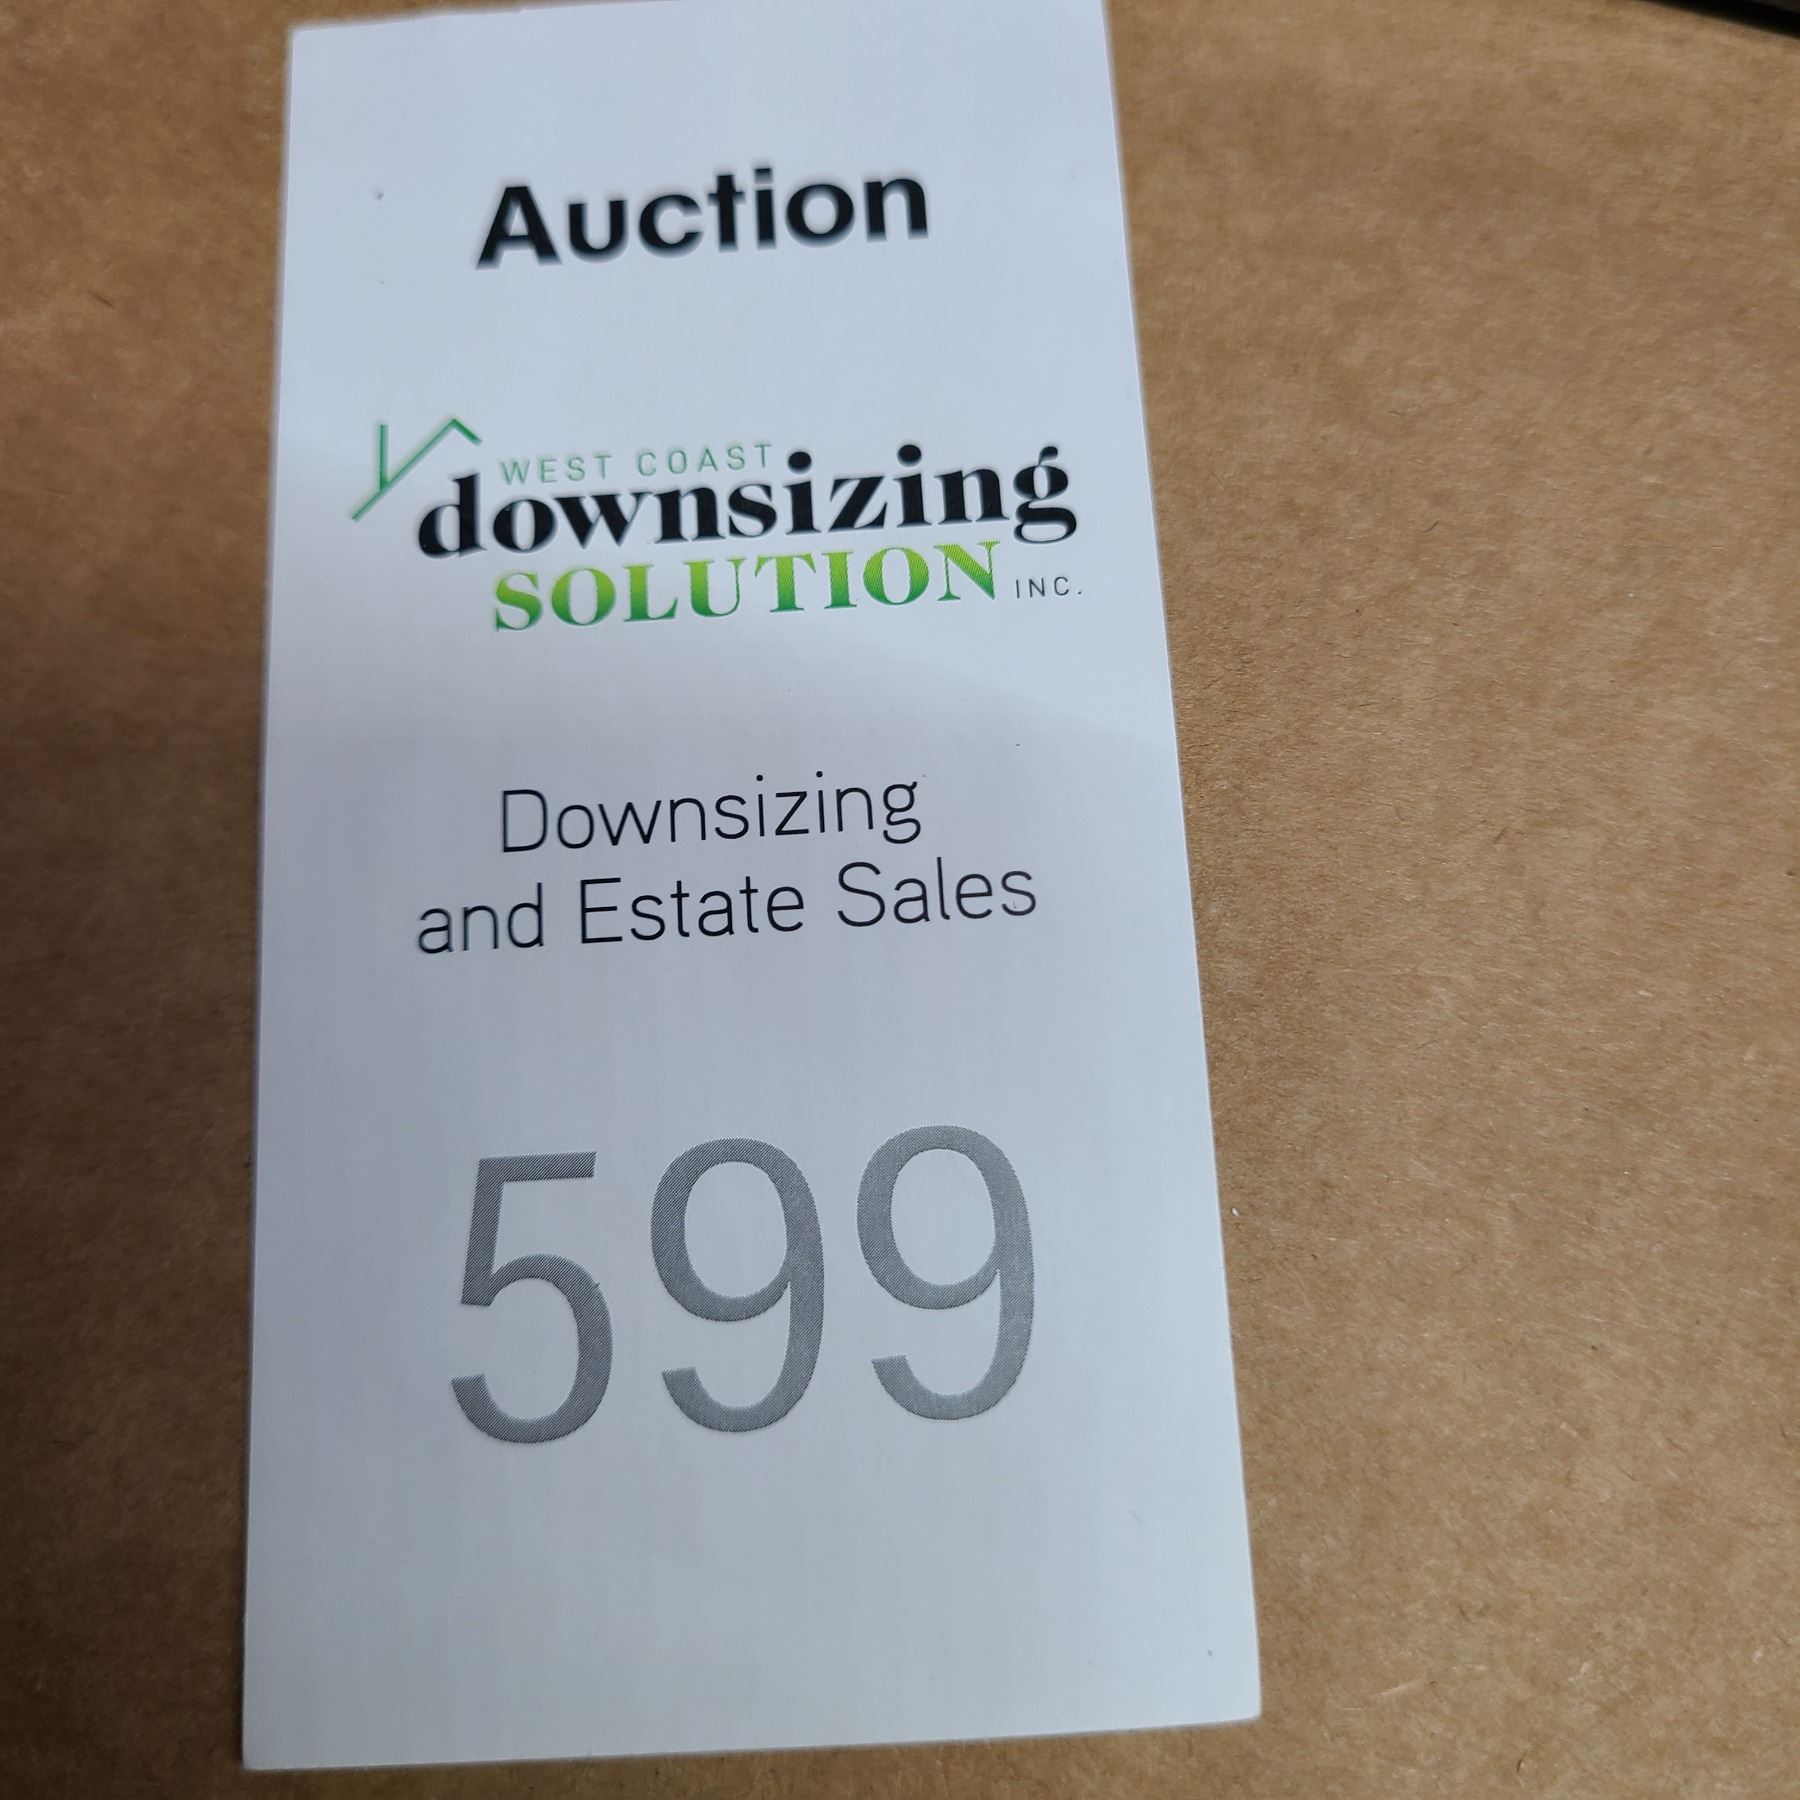 Auction
WEST COAST
downsizing
SOLUTION INC.
Downsizing
and Estate Sales
599